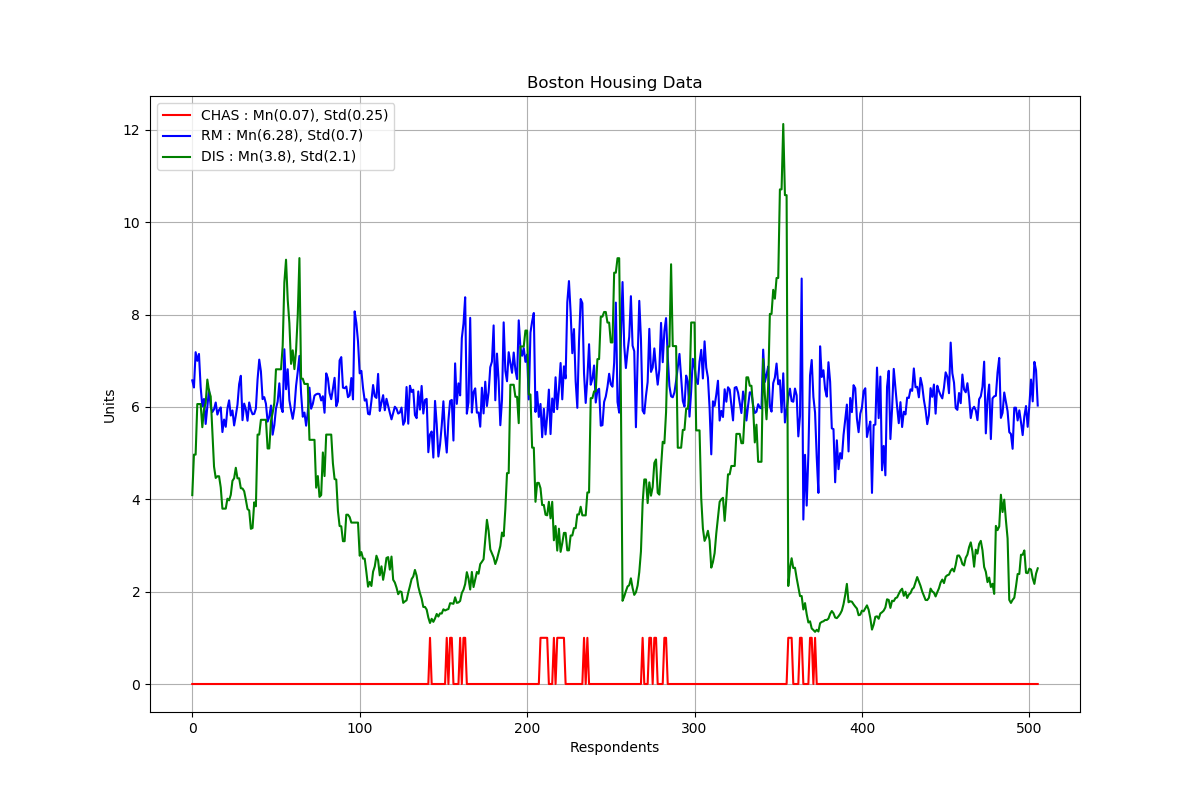 Boston Housing Data
CHAS : Mn(0.07), Std(0.25)
RM : Mn(6.28), Std(0.7)
DIS : Mn(3.8), Std(2.1)
12
10
8
6
4
2
0
Units
0 100 200 300 400 500
Respondents